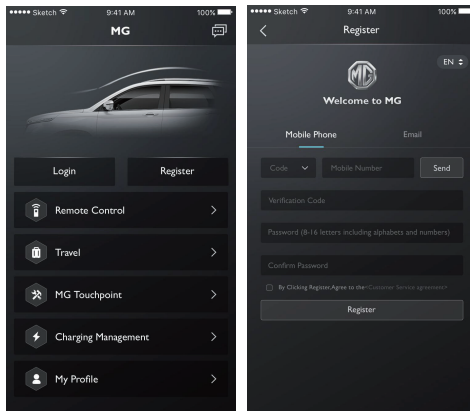 Sketch 9:41 AM 100%
MG
Login Register
Remote Control
Travel
MG Touchpoint
Charging Management
My Profile
Sketch 9:41 AM 100%
Register
MG
EN
Welcome to MG
Mobile Phone Email
Code Mobile Number Send
Verification Code
Password (8-16 letters including alphabets and numbers)
Confirm Password
By Clicking Register,Agree to the<Customer Service agreement>
Register